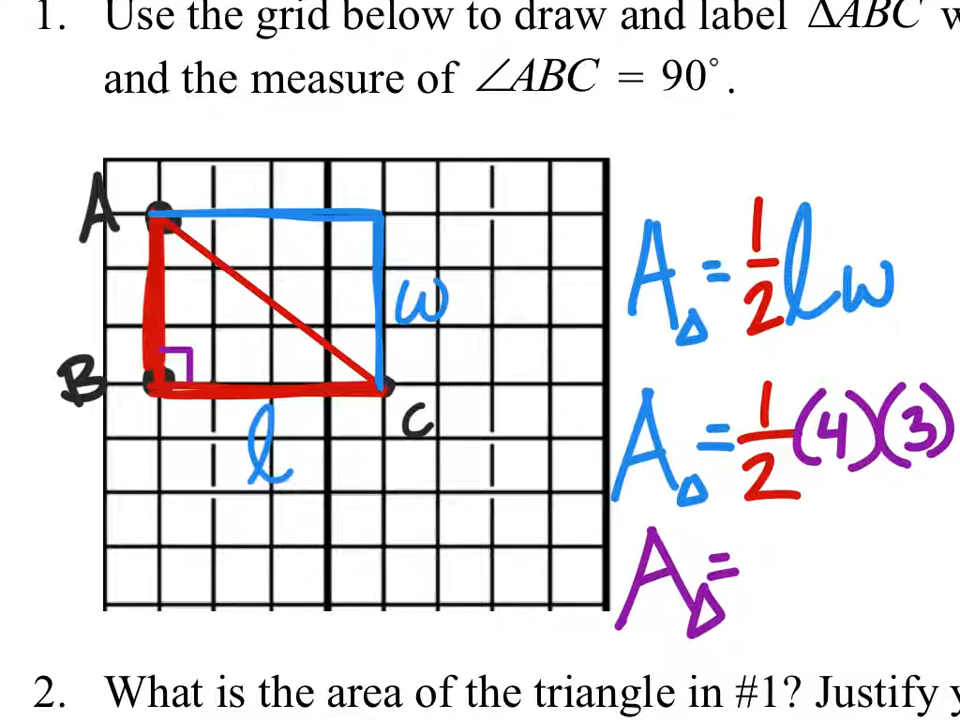 1. Use the grid below to draw and label ΔABC
and the measure of ∠ABC = 90°.
A
w
B
C
l
A△ = 1/2 lw
A△ = 1/2 (4)(3)
A△ =
2. What is the area of the triangle in #1? Justify